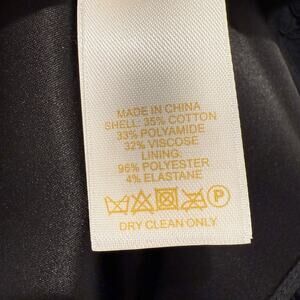 MADE IN CHINA
SHELL: 35% COTTON
33% POLYAMIDE
32% VISCOSE
LINING:
96% POLYESTER
4% ELASTANE
P
DRY CLEAN ONLY